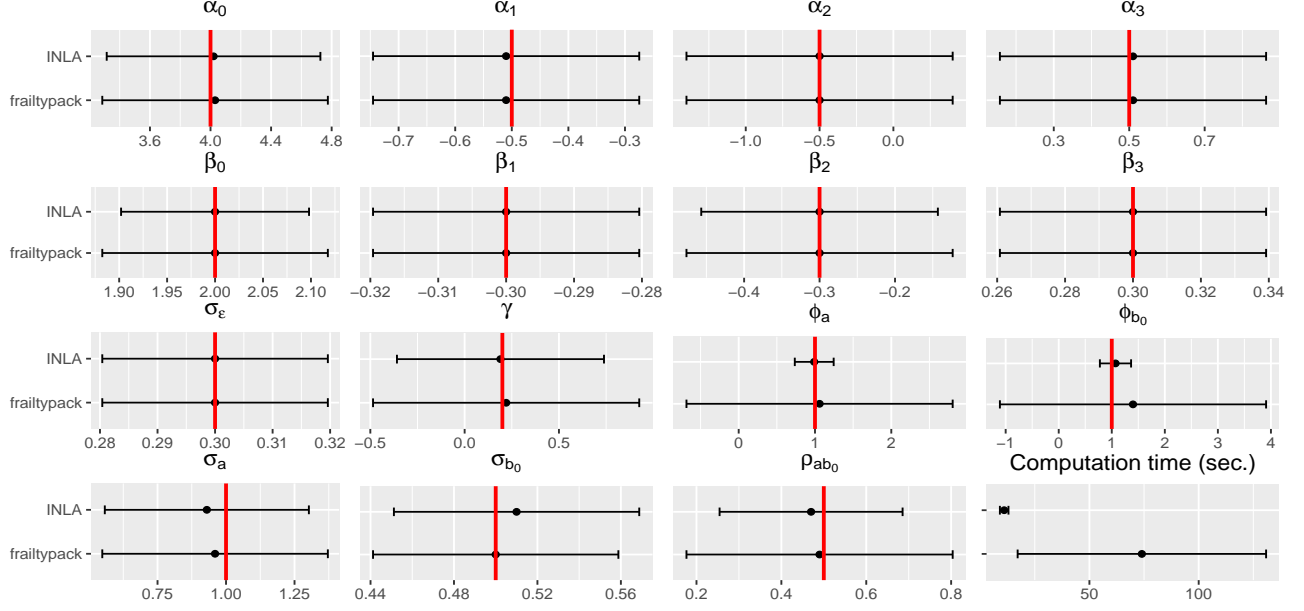 α0 α1 α2 α3
INLA
frailtypack
3.6 4.0 4.4 4.8 −0.7 −0.6 −0.5 −0.4 −0.3 −1.0 −0.5 0.0 0.3 0.5 0.7
β0 β1 β2 β3
INLA
frailtypack
1.90 1.95 2.00 2.05 2.10 −0.32 −0.31 −0.30 −0.29 −0.28 −0.4 −0.3 −0.2 0.26 0.28 0.30 0.32 0.34
σε γ ϕa ϕb0
INLA
frailtypack
0.28 0.29 0.30 0.31 0.32 −0.5 0.0 0.5 0 1 2 −1 0 1 2 3 4
σa σb0 ρab0 Computation time (sec.)
INLA
frailtypack
0.75 1.00 1.25 0.44 0.48 0.52 0.56 0.2 0.4 0.6 0.8 50 100